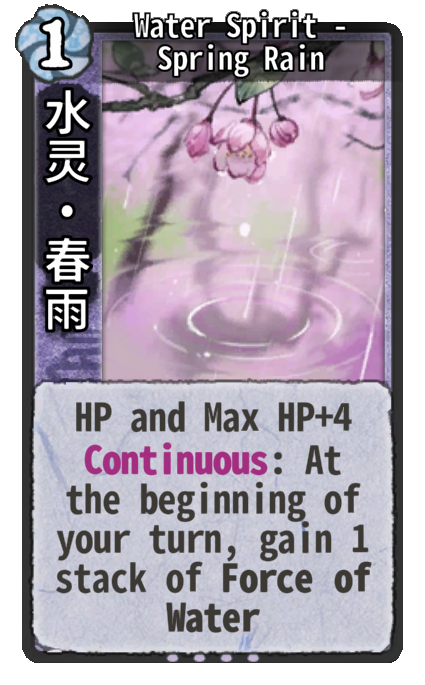 1
Water Spirit -
Spring Rain
水灵·春雨
HP and Max HP+4
Continuous: At
the beginning of
your turn, gain 1
stack of Force of
Water